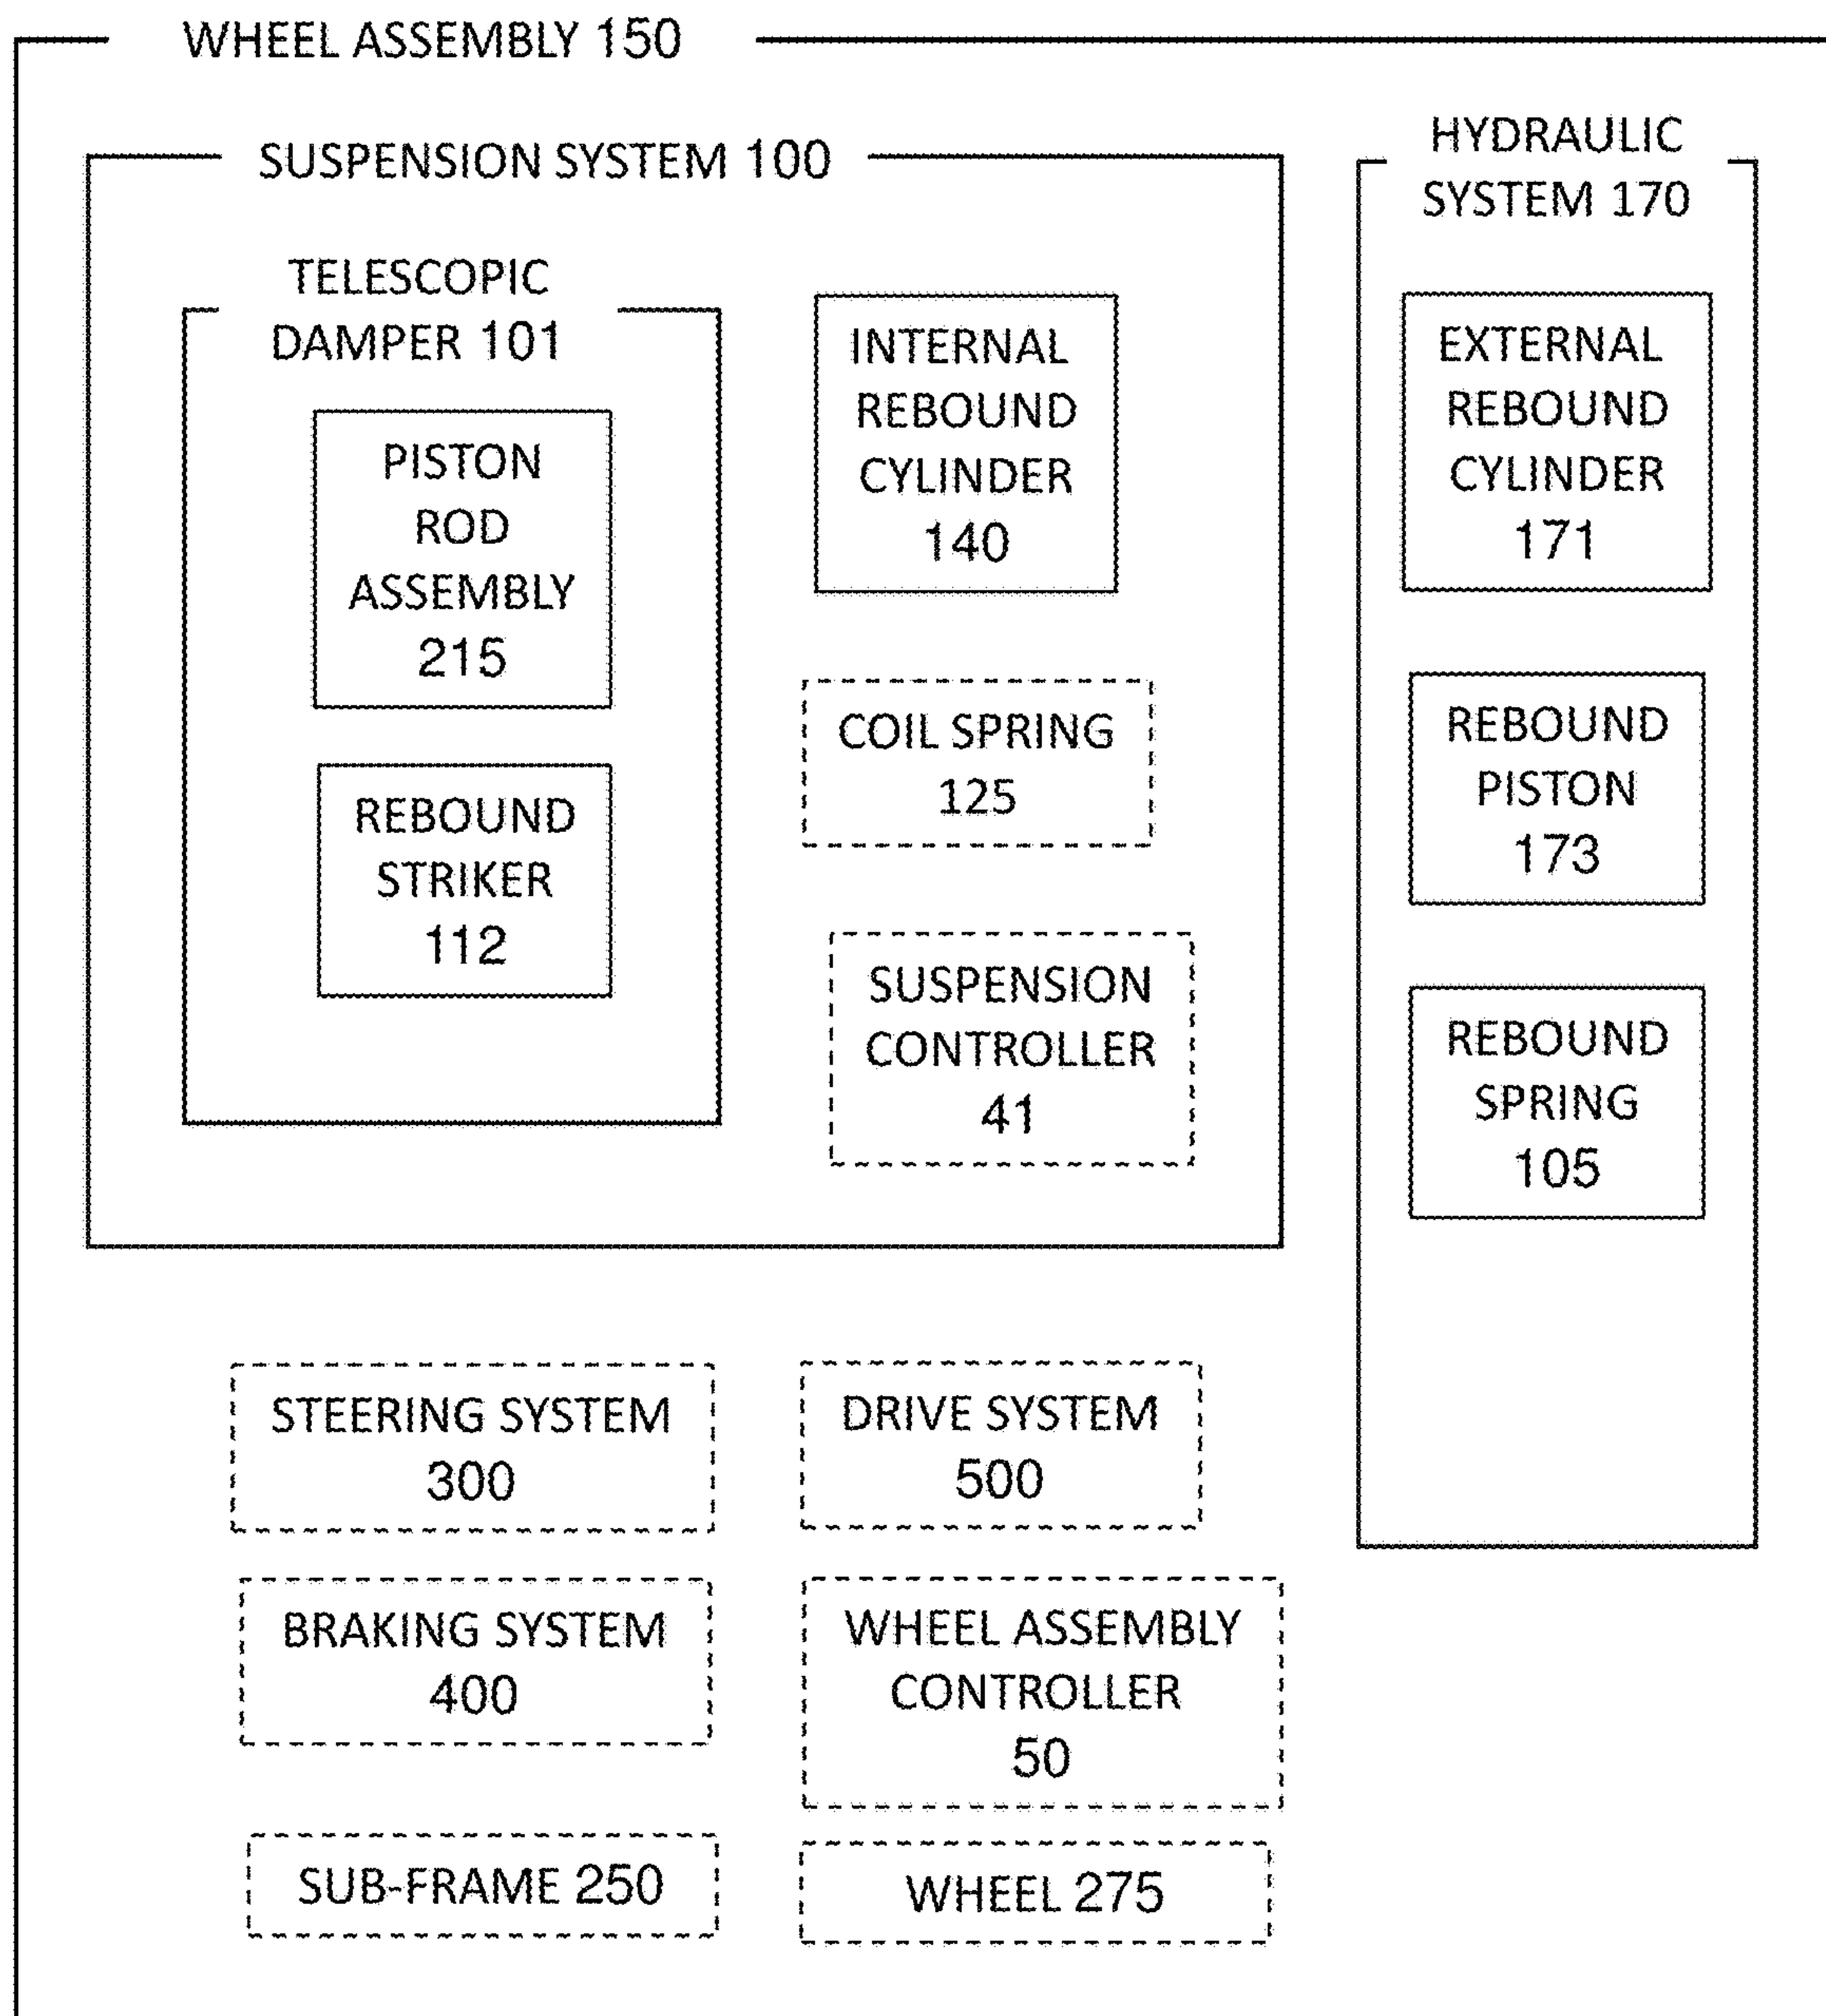 WHEEL ASSEMBLY 150
SUSPENSION SYSTEM 100
TELESCOPIC
DAMPER 101
PISTON
ROD
ASSEMBLY
215
REBOUND
STRIKER
112
INTERNAL
REBOUND
CYLINDER
140
COIL SPRING
125
SUSPENSION
CONTROLLER
41
HYDRAULIC
SYSTEM 170
EXTERNAL
REBOUND
CYLINDER
171
REBOUND
PISTON
173
REBOUND
SPRING
105
STEERING SYSTEM
300
DRIVE SYSTEM
500
BRAKING SYSTEM
400
WHEEL ASSEMBLY
CONTROLLER
50
SUB-FRAME 250
WHEEL 275